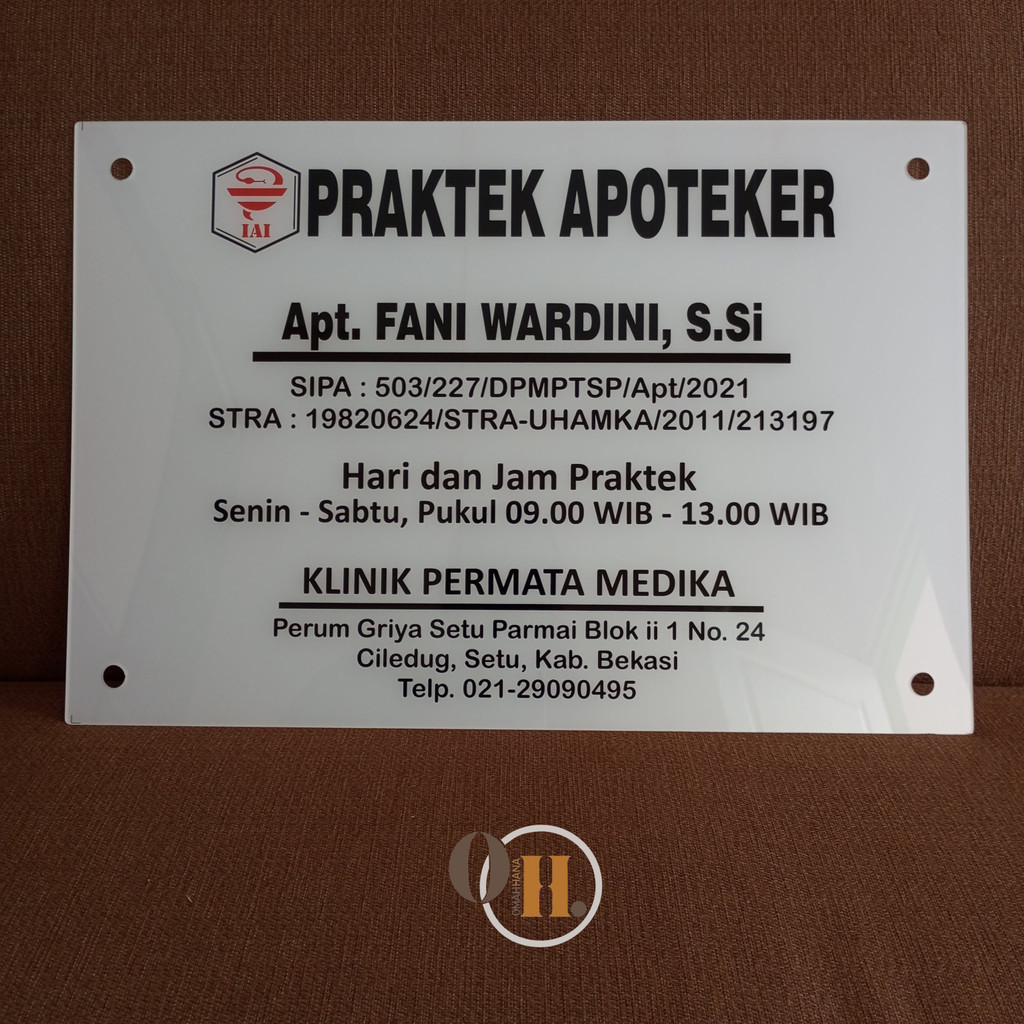 IAI
PRAKTEK APOTEKER
Apt. FANI WARDINI, S.Si
SIPA : 503/227/DPMPTSP/Apt/2021
STRA : 19820624/STRA-UHAMKA/2011/213197
Hari dan Jam Praktek
Senin - Sabtu, Pukul 09.00 WIB - 13.00 WIB
KLINIK PERMATA MEDIKA
Perum Griya Setu Parmai Blok ii 1 No. 24
Ciledug, Setu, Kab. Bekasi
Telp. 021-29090495
OH.
OMAHHANA